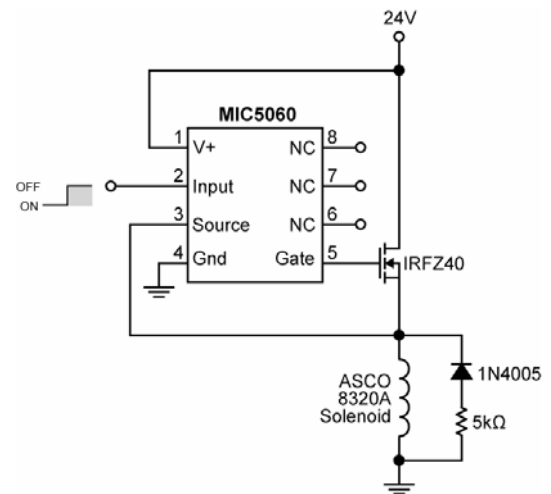 24V
MIC5060
1
V+
NC
8
OFF
ON
2
Input
NC
7
3
Source
NC
6
4
Gnd
Gate
5
IRFZ40
ASCO
8320A
Solenoid
1N4005
5kΩ